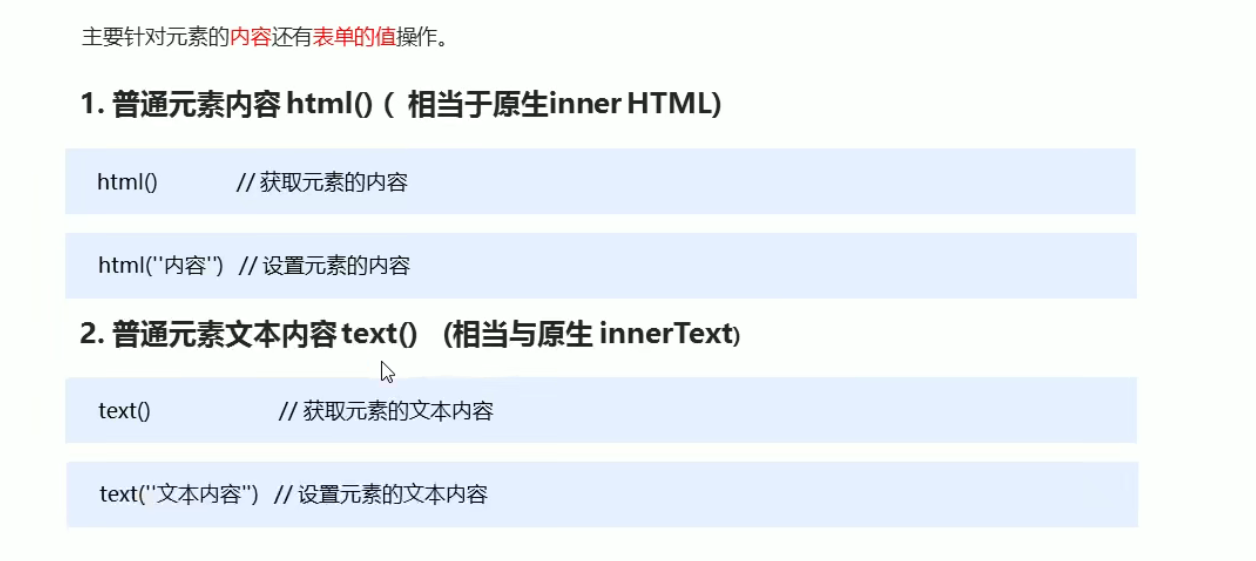 主要针对元素的内容还有表单的值操作。
1. 普通元素内容 html() ( 相当于原生inner HTML)
html() // 获取元素的内容
html(''内容'') // 设置元素的内容
2. 普通元素文本内容 text() (相当与原生 innerText)
text() // 获取元素的文本内容
text(''文本内容'') // 设置元素的文本内容